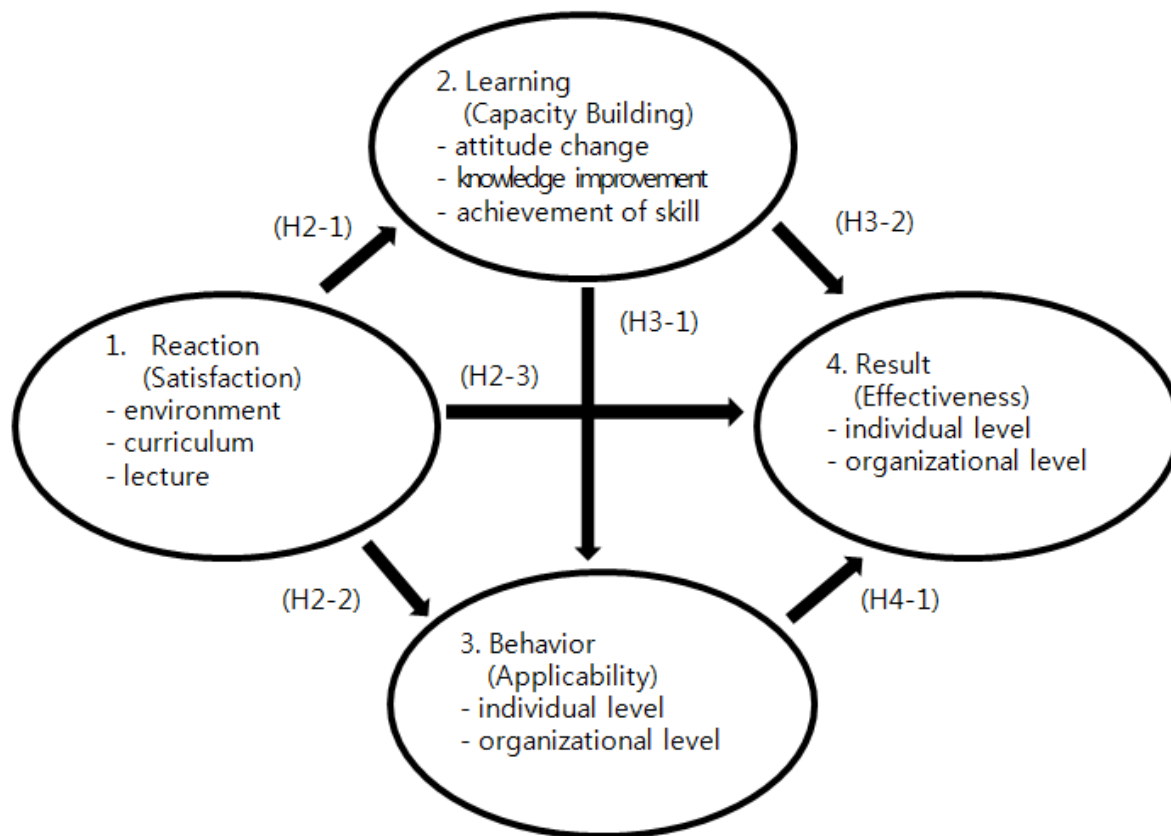 2. Learning
(Capacity Building)
- attitude change
- knowledge improvement
- achievement of skill
(H2-1)
(H3-2)
(H3-1)
1. Reaction
(Satisfaction)
- environment
- curriculum
- lecture
(H2-3)
4. Result
(Effectiveness)
- individual level
- organizational level
(H2-2)
(H4-1)
3. Behavior
(Applicability)
- individual level
- organizational level